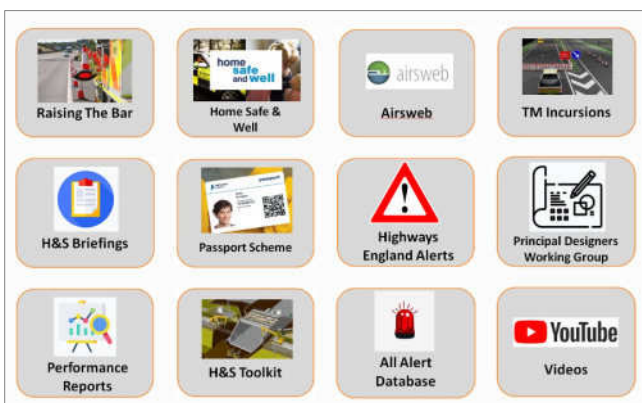 Raising The Bar
home
safe
and well
Home Safe &
Well
airsweb
Airsweb
TM Incursions
H&S Briefings
Passport Scheme
Highways
England Alerts
Principal Designers
Working Group
Performance
Reports
H&S Toolkit
All Alert
Database
YouTube
Videos